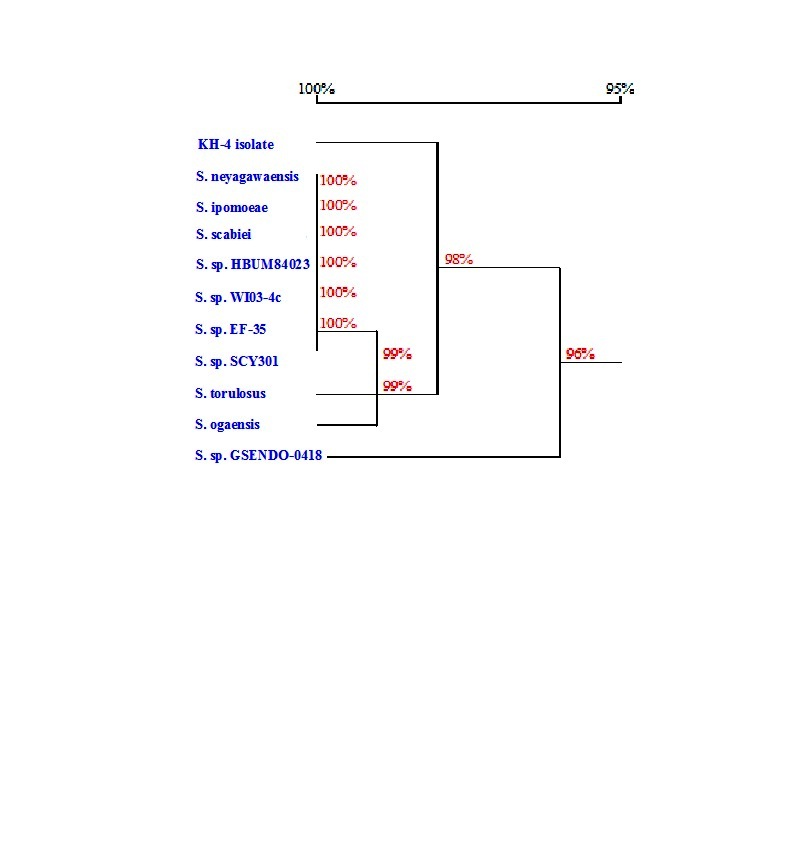 100% 95%
KH-4 isolate
S. neyagawaensis 100%
S. ipomoeae 100%
S. scabiei 100%
S. sp. HBUM84023 100%
98%
S. sp. WI03-4c 100%
S. sp. EF-35 100%
99%
96%
S. sp. SCY301
99%
S. torulosus
S. ogaensis
S. sp. GSENDO-0418